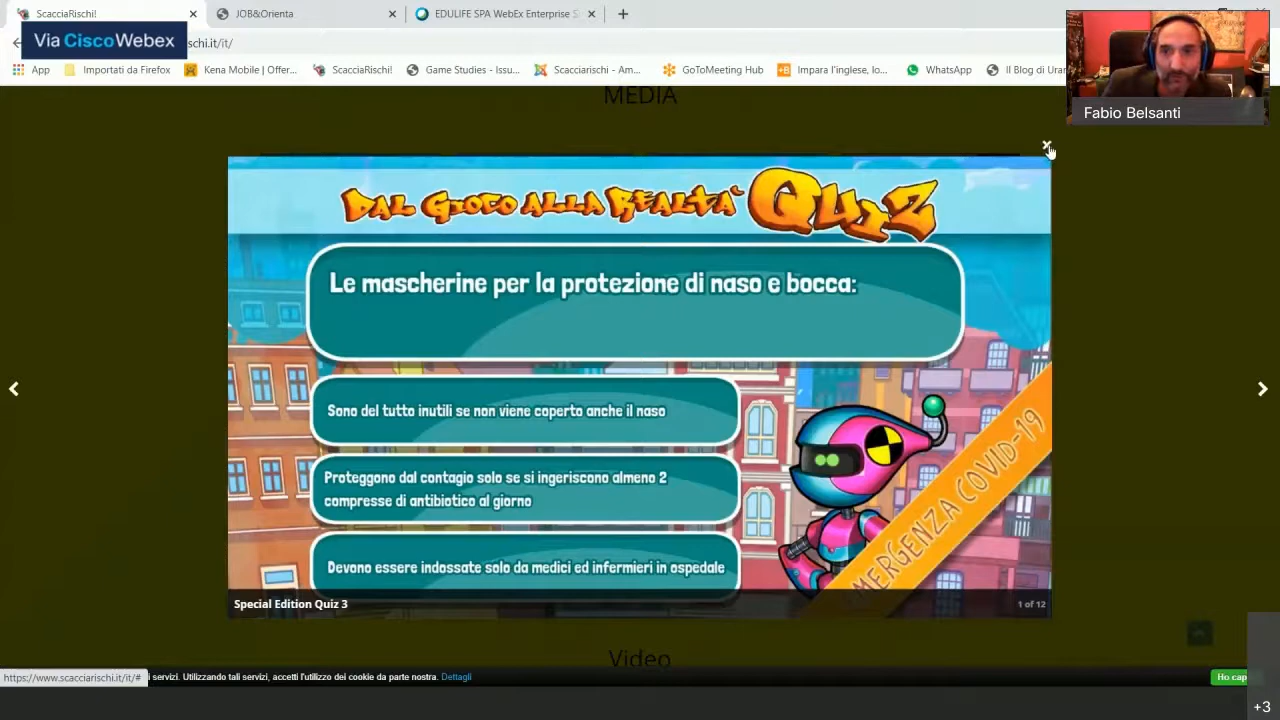 ScacciaRischi!
JOB&Orienta
EDULIFE SPA WebEx Enterprise S
Via CiscoWebex
schi.it/it/
App
Importati da Firefox
Kena Mobile | Offer...
ScacciaRischi!
Game Studies - Issu...
Scacciarischi - Am...
GoToMeeting Hub
Impara l'inglese, lo...
WhatsApp
Il Blog di Uran
Fabio Belsanti
MEDIA
DAL GIOCO ALLA REALTA' QUIZ
Le mascherine per la protezione di naso e bocca:
Sono del tutto inutili se non viene coperto anche il naso
Proteggono dal contagio solo se si ingeriscono almeno 2
compresse di antibiotico al giorno
Devono essere indossate solo da medici ed infermieri in ospedale
MERGENZA COVID-19
Special Edition Quiz 3
1 of 12
Video
https://www.scacciarischi.it/it/#
i servizi. Utilizzando tali servizi, accetti l'utilizzo dei cookie da parte nostra. Dettagli
Ho cap
+3